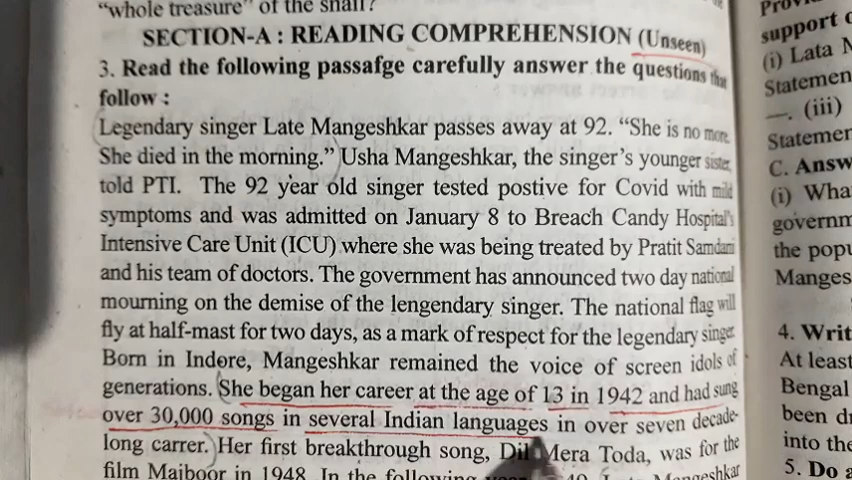 "whole treasure" of the snail?
SECTION-A : READING COMPREHENSION (Unseen)
3. Read the following passafge carefully answer the questions that
follow :
Legendary singer Late Mangeshkar passes away at 92. "She is no more.
She died in the morning." Usha Mangeshkar, the singer's younger sister,
told PTI. The 92 year old singer tested postive for Covid with mild
symptoms and was admitted on January 8 to Breach Candy Hospital's
Intensive Care Unit (ICU) where she was being treated by Pratit Samdani
and his team of doctors. The government has announced two day national
mourning on the demise of the lengendary singer. The national flag will
fly at half-mast for two days, as a mark of respect for the legendary singer.
Born in Indore, Mangeshkar remained the voice of screen idols of
generations. She began her career at the age of 13 in 1942 and had sung
over 30,000 songs in several Indian languages in over seven decade-
long carrer. Her first breakthrough song, Dil Mera Toda, was for the
film Majboor in 1948. In the following Mangeshkar
support
(i) Lata
Statemen
—. (iii)
Statemen
C. Answ
(i) Wha
governm
the popu
Manges
4. Writ
At least
Bengal
been dr
into the
5. Do a